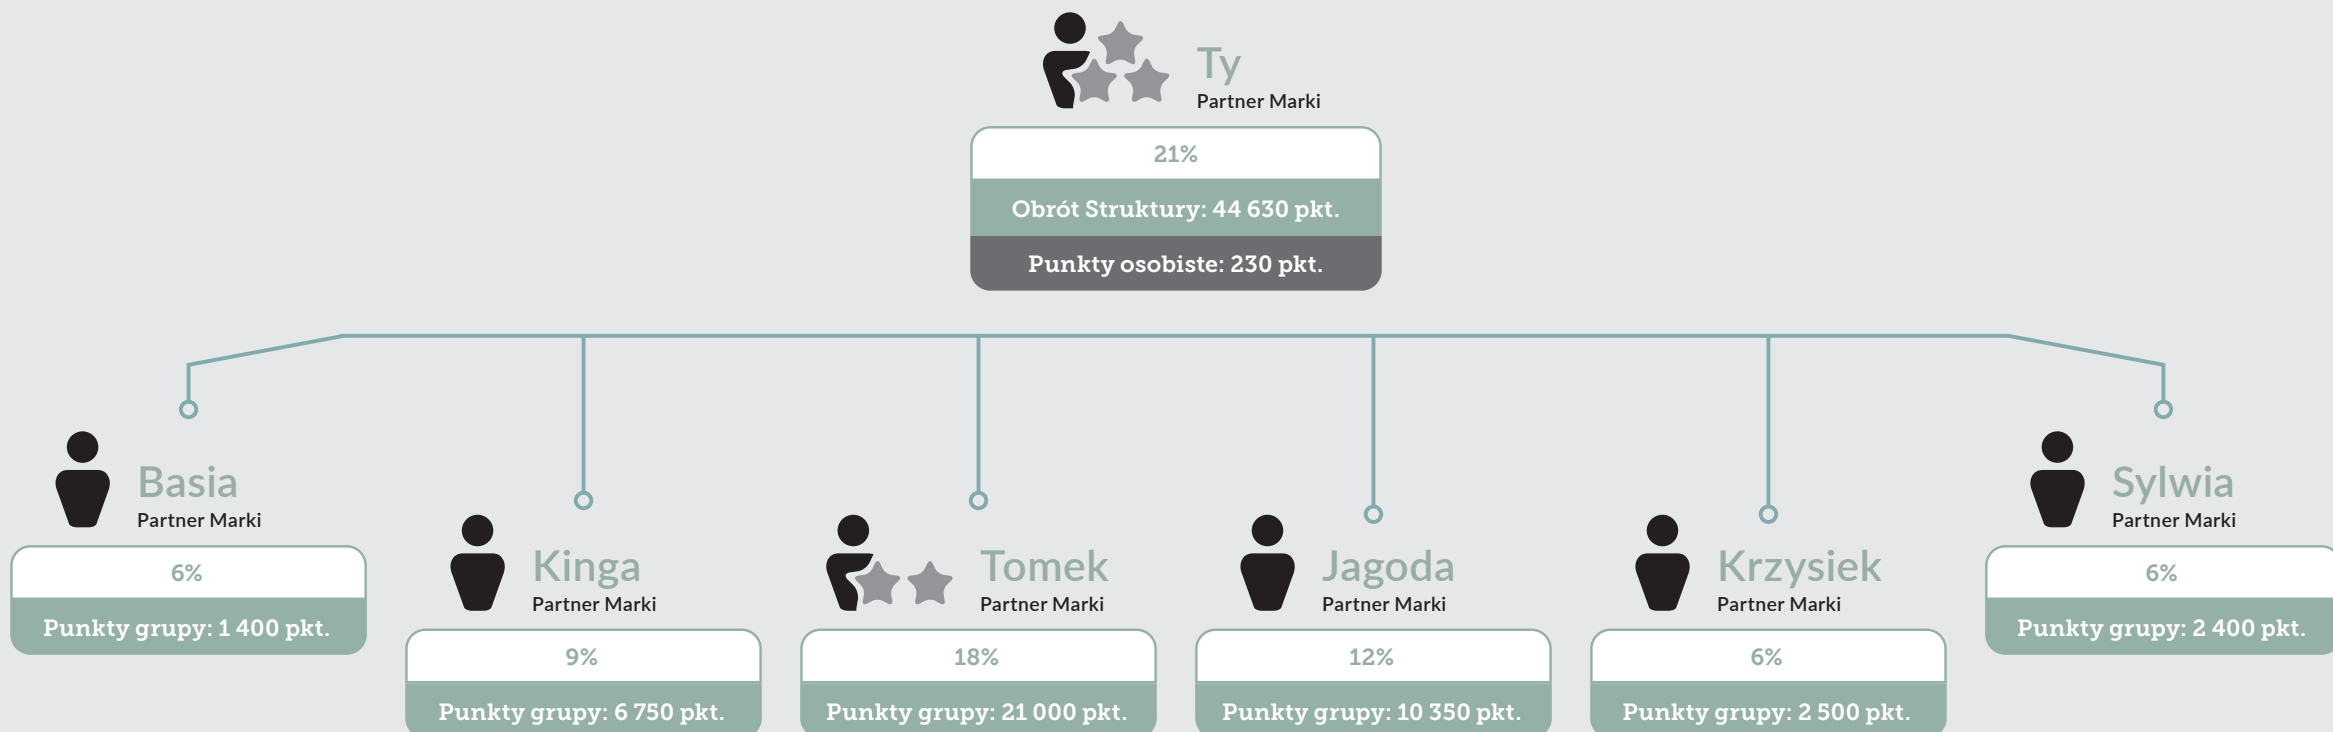 Ty
Partner Marki
21%
Obrót Struktury: 44 630 pkt.
Punkty osobiste: 230 pkt.
Basia
Partner Marki
6%
Punkty grupy: 1 400 pkt.
Kinga
Partner Marki
9%
Punkty grupy: 6 750 pkt.
Tomek
Partner Marki
18%
Punkty grupy: 21 000 pkt.
Jagoda
Partner Marki
12%
Punkty grupy: 10 350 pkt.
Krzysiek
Partner Marki
6%
Punkty grupy: 2 500 pkt.
Sylwia
Partner Marki
6%
Punkty grupy: 2 400 pkt.